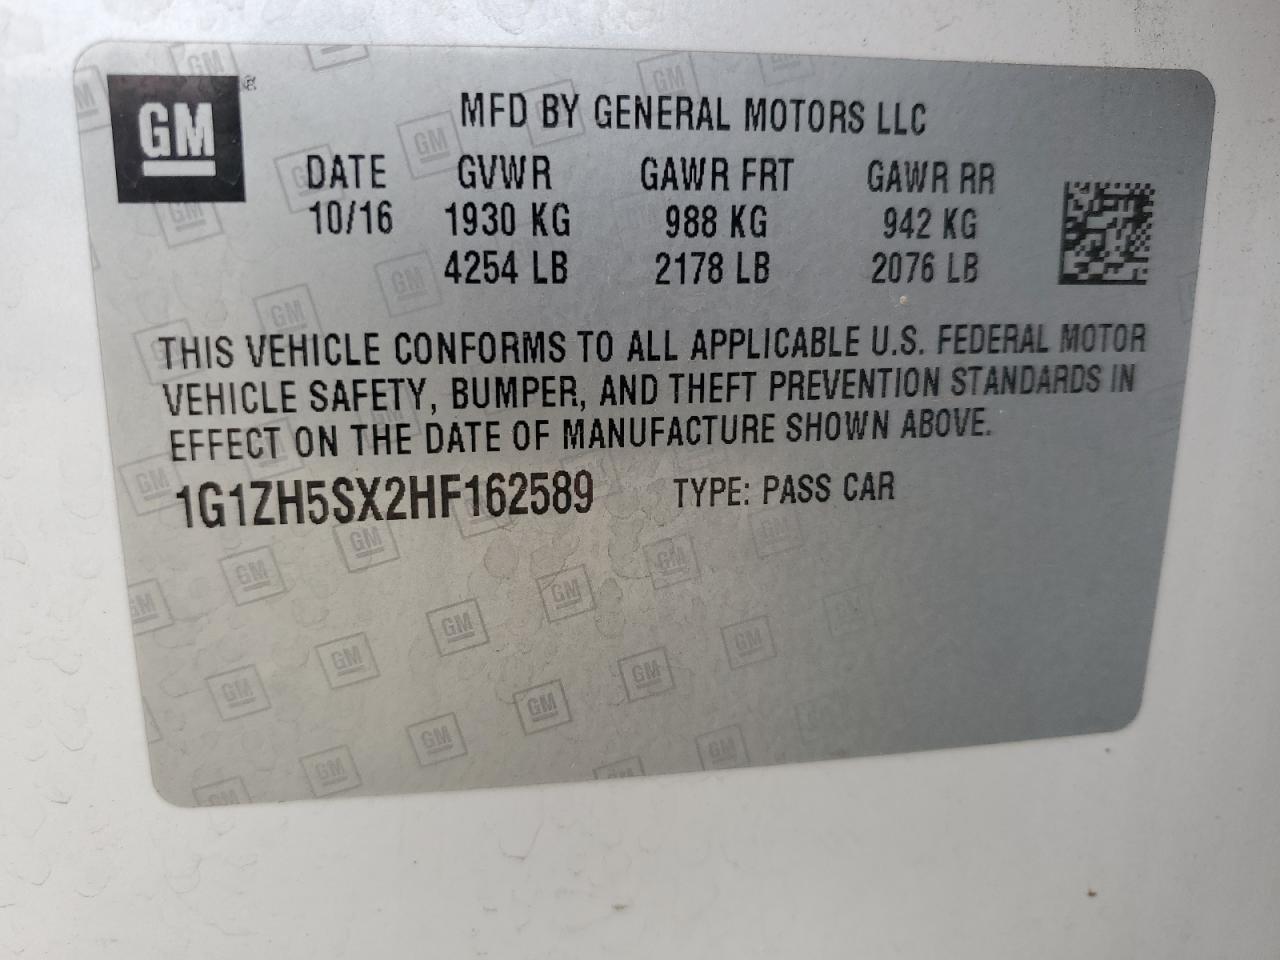 GM®
MFD BY GENERAL MOTORS LLC
DATE GVWR GAWR FRT GAWR RR
10/16 1930 KG 988 KG 942 KG
4254 LB 2178 LB 2076 LB
THIS VEHICLE CONFORMS TO ALL APPLICABLE U.S. FEDERAL MOTOR
VEHICLE SAFETY, BUMPER, AND THEFT PREVENTION STANDARDS IN
EFFECT ON THE DATE OF MANUFACTURE SHOWN ABOVE.
1G1ZH5SX2HF162589 TYPE: PASS CAR